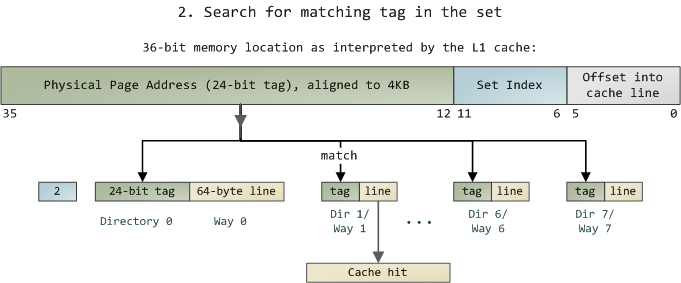 2. Search for matching tag in the set
36-bit memory location as interpreted by the L1 cache:
Physical Page Address (24-bit tag), aligned to 4KB
Set Index
Offset into
cache line
35
12
11
6
5
0
match
2
24-bit tag
64-byte line
tag
line
tag
line
tag
line
Directory 0
Way 0
Dir 1/
Way 1
...
Dir 6/
Way 6
Dir 7/
Way 7
Cache hit